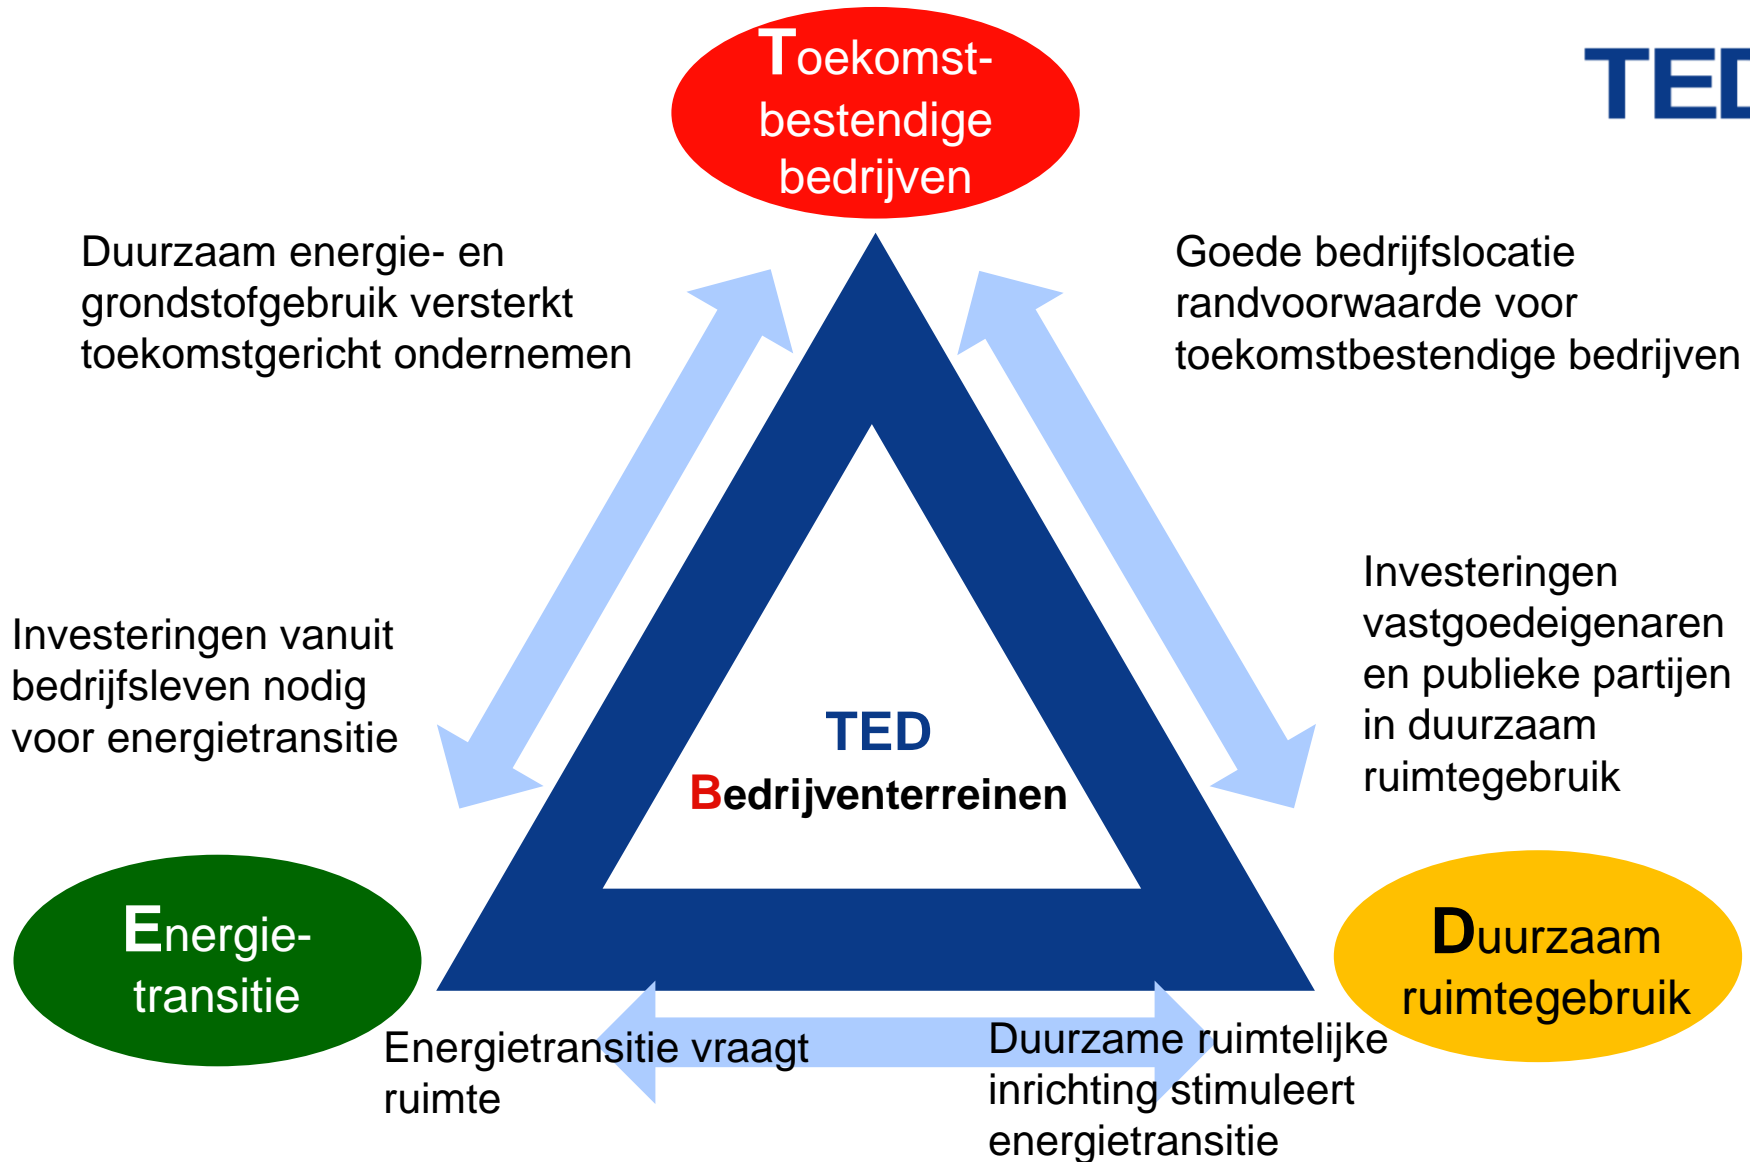 Toekomst-
bestendige
bedrijven
TED
Duurzaam energie- en
grondstofgebruik versterkt
toekomstgericht ondernemen
Goede bedrijfslocatie
randvoorwaarde voor
toekomstbestendige bedrijven
Investeringen vanuit
bedrijfsleven nodig
voor energietransitie
Investeringen
vastgoedeigenaren
en publieke partijen
in duurzaam
ruimtegebruik
TED
Bedrijventerreinen
Energie-
transitie
Duurzaam
ruimtegebruik
Energietransitie vraagt
ruimte
Duurzame ruimtelijke
inrichting stimuleert
energietransitie